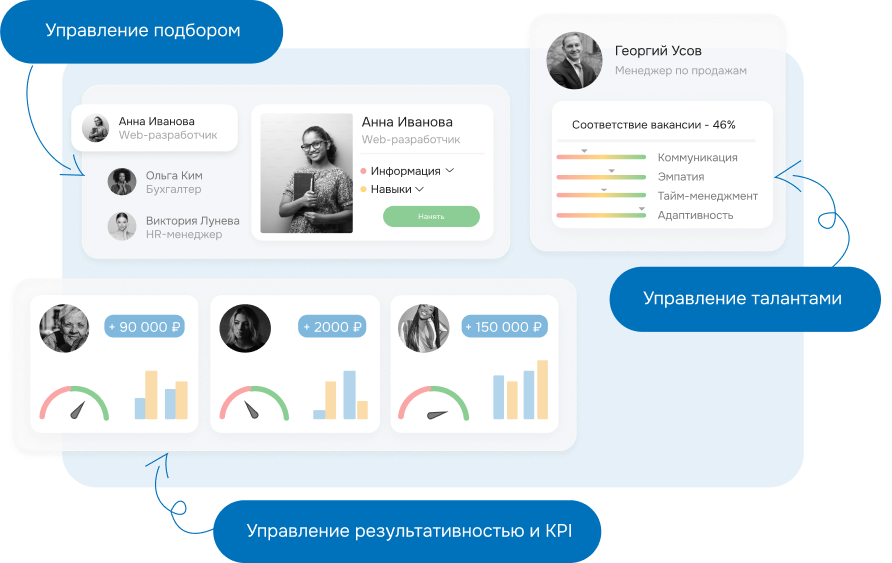 Управление подбором
Георгий Усов
Менеджер по продажам
Анна Иванова
Web-разработчик
Ольга Ким
Бухгалтер
Виктория Лунева
HR-менеджер
Анна Иванова
Web-разработчик
Информация
Навыки
Нанять
Соответствие вакансии - 46%
Коммуникация
Эмпатия
Тайм-менеджмент
Адаптивность
Управление талантами
+ 90 000 ₽
+ 2000 ₽
+ 150 000 ₽
Управление результативностью и KPI